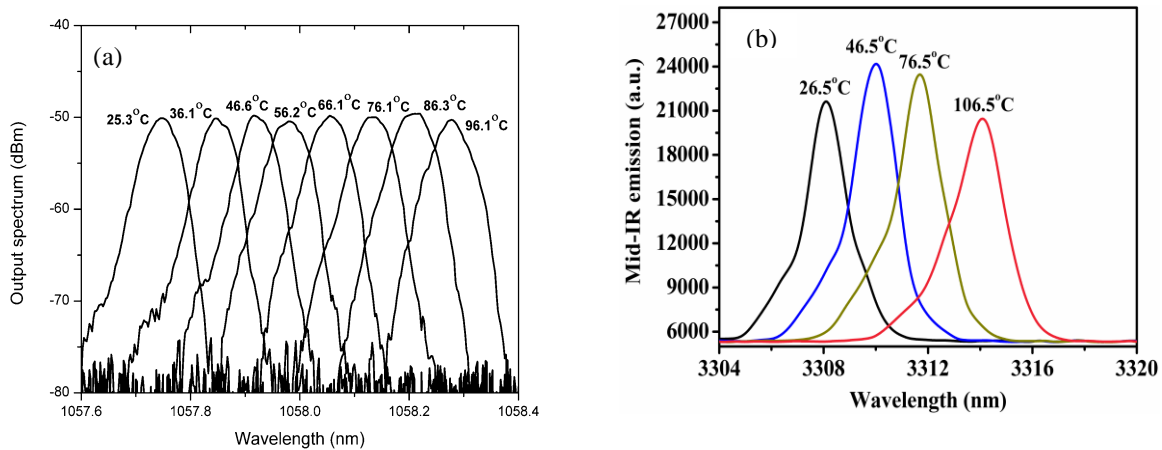 (a)
Output spectrum (dBm)
-40
-50
-60
-70
-80
25.3°C
36.1°C
46.6°C
56.2°C
66.1°C
76.1°C
86.3°C
96.1°C
1057.6
1057.8
1058.0
1058.2
1058.4
Wavelength (nm)
(b)
Mid-IR emission (a.u.)
27000
24000
21000
18000
15000
12000
9000
6000
26.5°C
46.5°C
76.5°C
106.5°C
3304
3308
3312
3316
3320
Wavelength (nm)